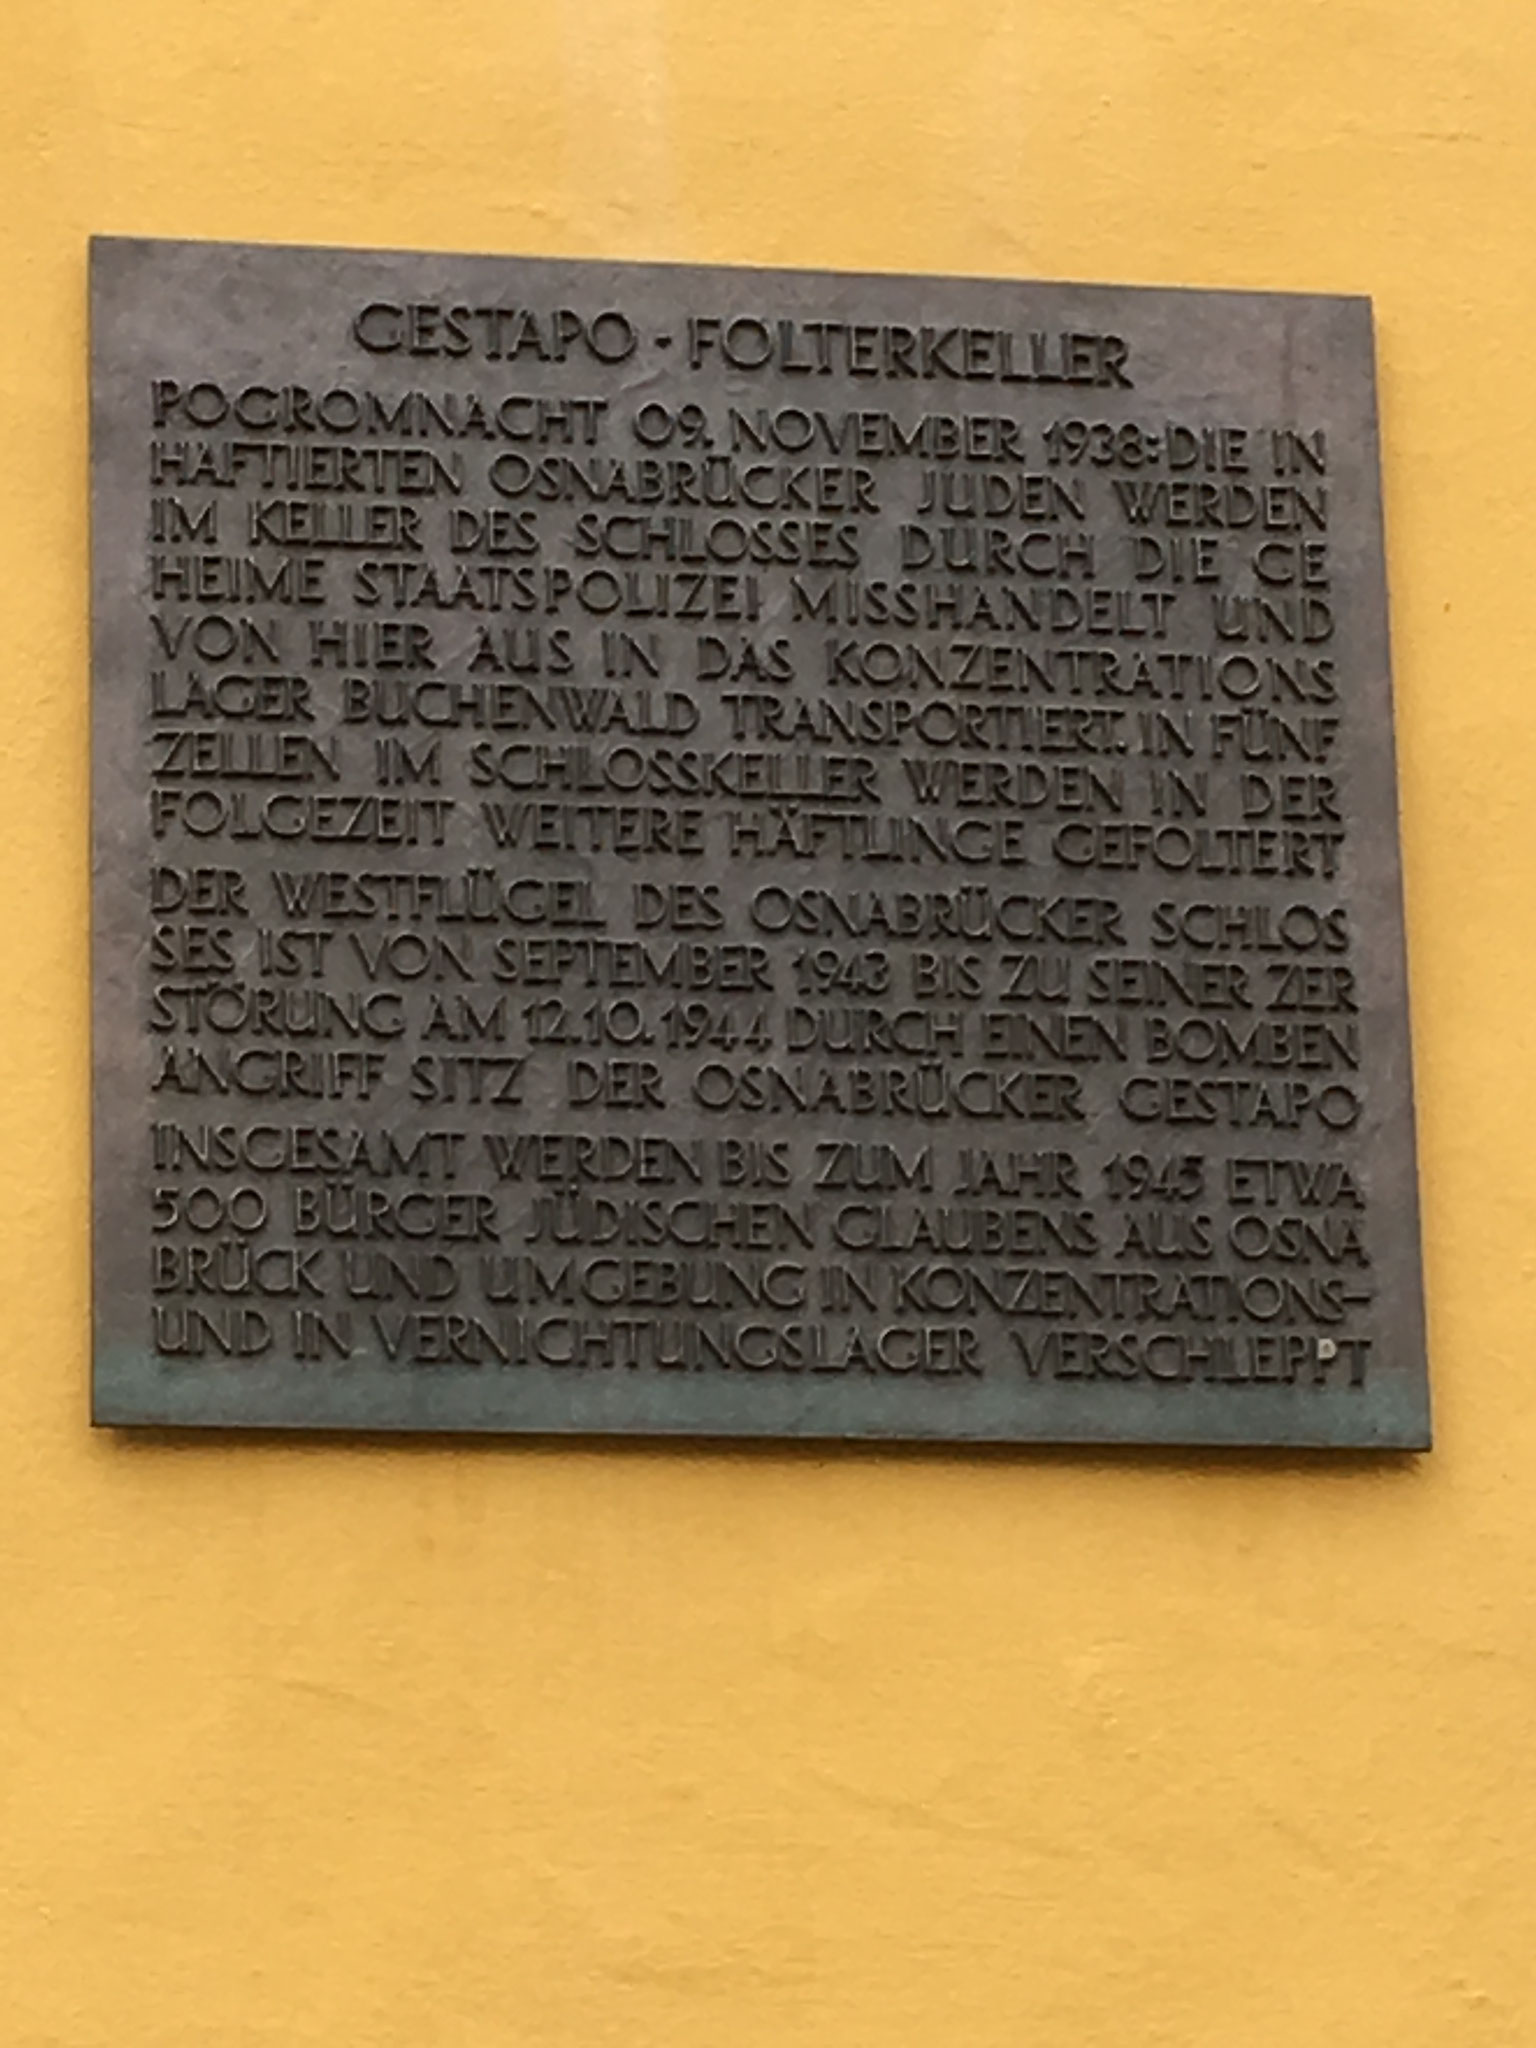 GESTAPO - FOLTERKELLER
POGROMNACHT 09. NOVEMBER 1938: DIE IN
HAFTIERTEN OSNABRÜCKER JUDEN WERDEN
IM KELLER DES SCHLOSSES DURCH DIE GE
HEIME STAATSPOLIZEI MISSHANDELT UND
VON HIER AUS IN DAS KONZENTRATIONS
LAGER BUCHENWALD TRANSPORTIERT. IN FÜNF
ZELLEN IM SCHLOSSKELLER WERDEN IN DER
FOLGEZEIT WEITERE HÄFTLINGE GEFOLTERT
DER WESTFLÜGEL DES OSNABRÜCKER SCHLOS
SES IST VON SEPTEMBER 1943 BIS ZU SEINER ZER
STÖRUNG AM 12.10.1944 DURCH EINEN BOMBEN
ANGRIFF SITZ DER OSNABRÜCKER GESTAPO
INSGESAMT WERDEN BIS ZUM JAHR 1945 ETWA
500 BÜRGER JÜDISCHEN GLAUBENS AUS OSNA
BRÜCK UND UMGEBUNG IN KONZENTRATIONS-
UND IN VERNICHTUNGSLAGER VERSCHLEPPT